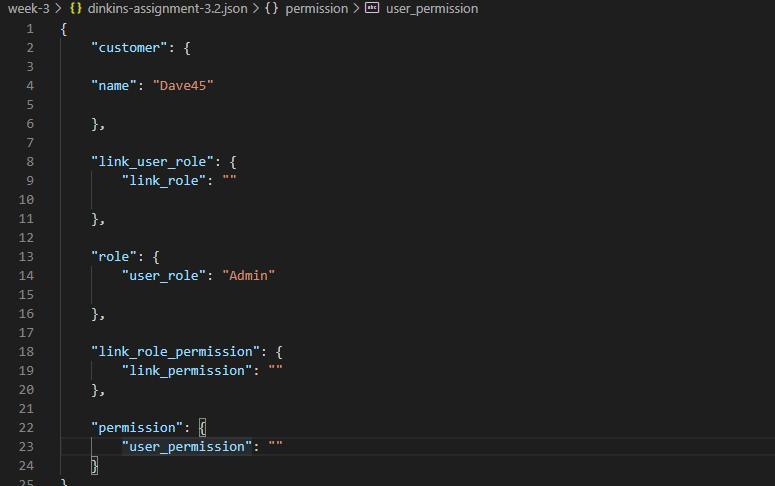 week-3 > {} dinkins-assignment-3.2.json > {} permission > abc user_permission
1 {
2 "customer": {
3
4 "name": "Dave45"
5
6 },
7
8 "link_user_role": {
9 "link_role": ""
10
11 },
12
13 "role": {
14 "user_role": "Admin"
15
16 },
17
18 "link_role_permission": {
19 "link_permission": ""
20 },
21
22 "permission": {
23 "user_permission": ""
24 }
25 }